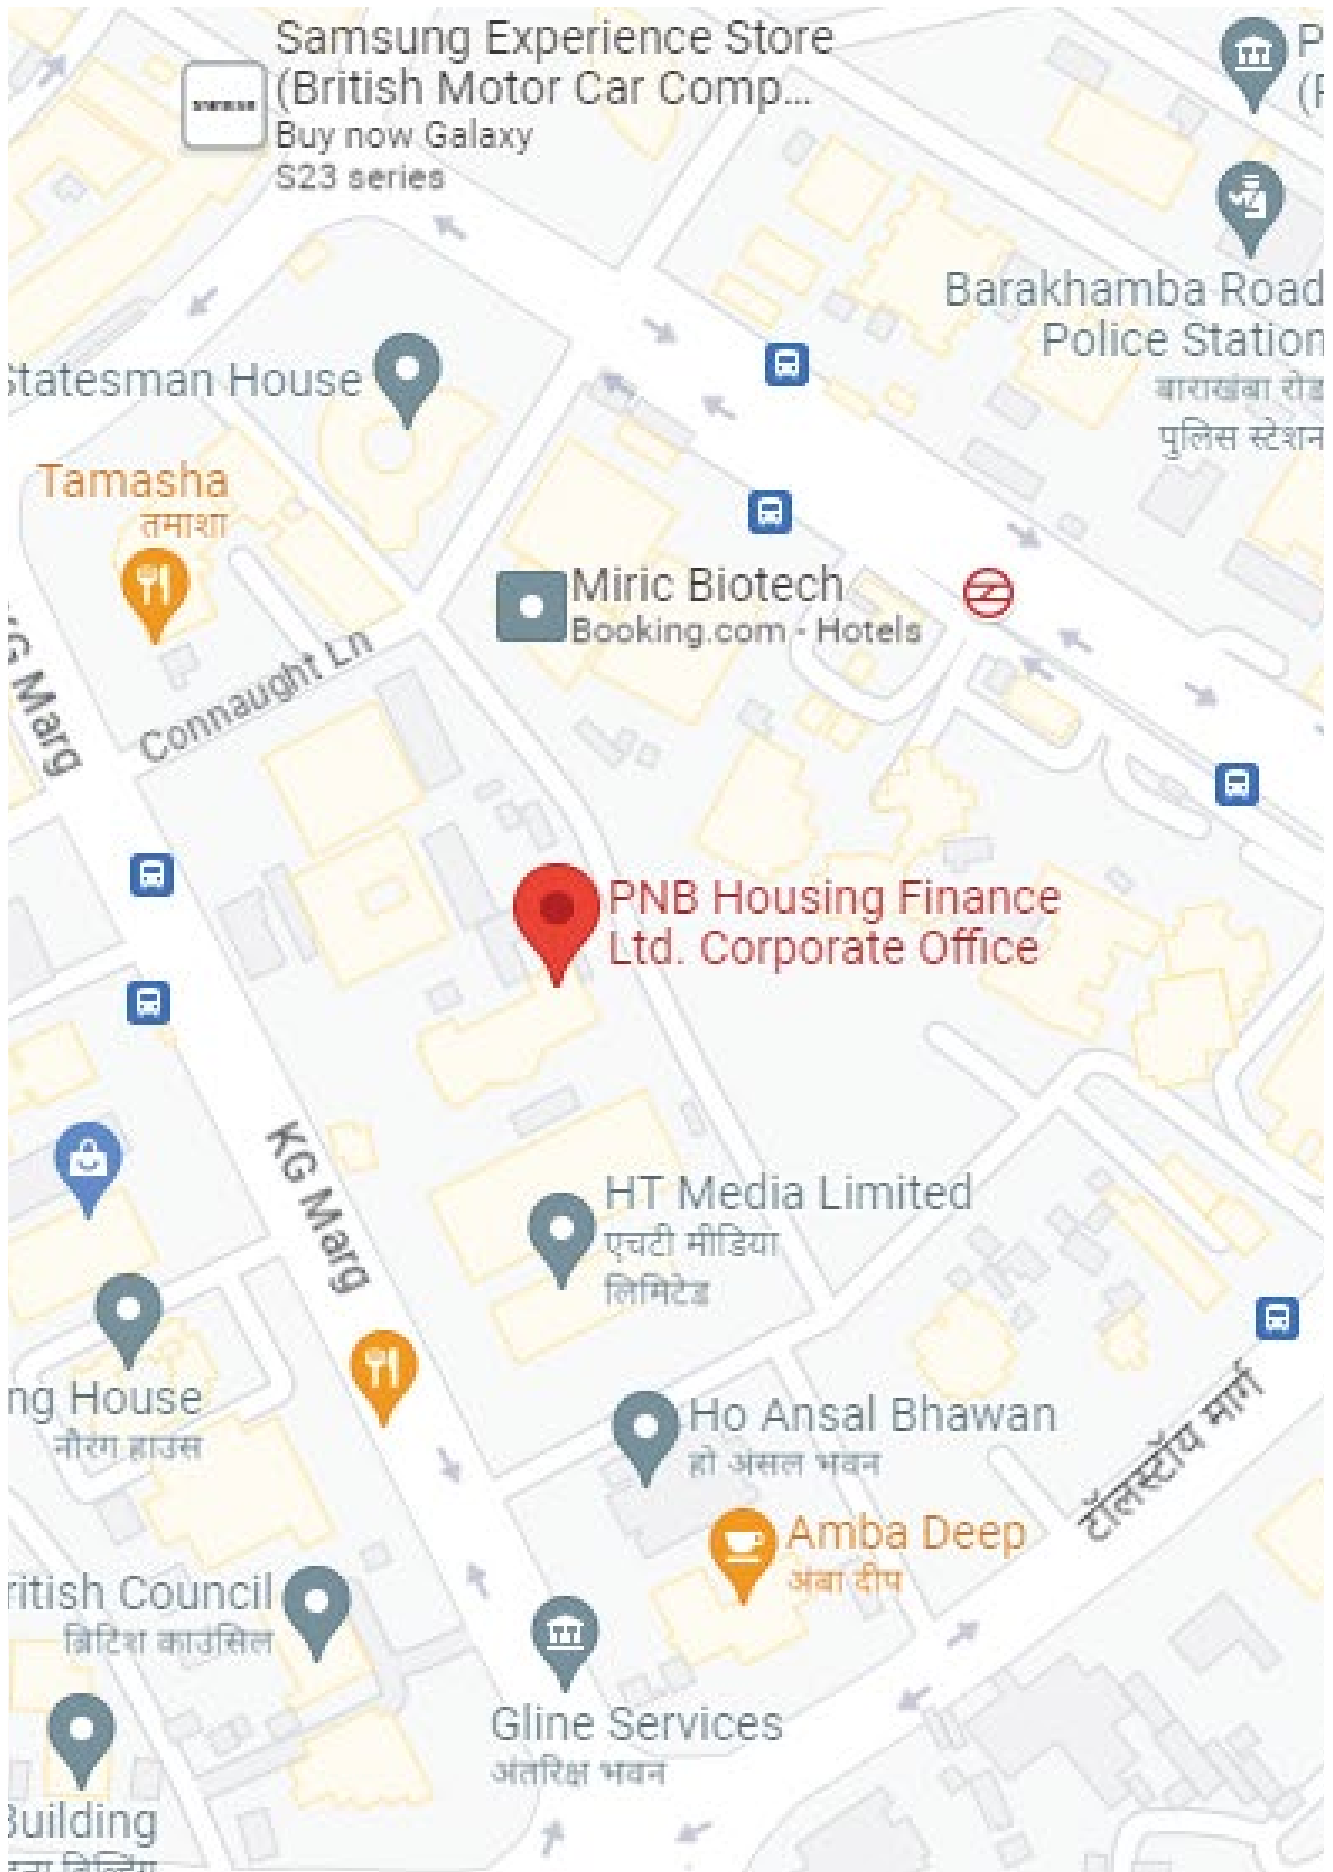 Samsung Experience Store
(British Motor Car Comp...
Buy now Galaxy
S23 series
SAMSUNG
P
(F
Barakhamba Road
Police Station
बाराखंबा रोड
पुलिस स्टेशन
Statesman House
Tamasha
तमाशा
Miric Biotech
Booking.com - Hotels
KG Marg
Connaught Ln
PNB Housing Finance
Ltd. Corporate Office
KG Marg
HT Media Limited
एचटी मीडिया
लिमिटेड
ng House
नौरंग हाउस
Ho Ansal Bhawan
हो अंसल भवन
टॉलस्टॉय मार्ग
Amba Deep
अंबा दीप
ritish Council
ब्रिटिश काउंसिल
Gline Services
अंतरिक्ष भवन
Building